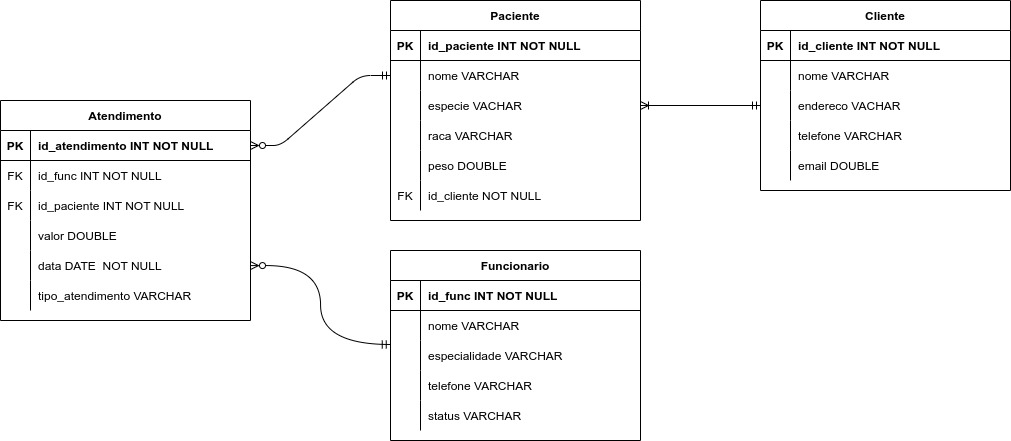 Paciente
PK id_paciente INT NOT NULL
nome VARCHAR
especie VACHAR
raca VARCHAR
peso DOUBLE
FK id_cliente NOT NULL
Cliente
PK id_cliente INT NOT NULL
nome VARCHAR
endereco VACHAR
telefone VARCHAR
email DOUBLE
Atendimento
PK id_atendimento INT NOT NULL
FK id_func INT NOT NULL
FK id_paciente INT NOT NULL
valor DOUBLE
data DATE  NOT NULL
tipo_atendimento VARCHAR
Funcionario
PK id_func INT NOT NULL
nome VARCHAR
especialidade VARCHAR
telefone VARCHAR
status VARCHAR